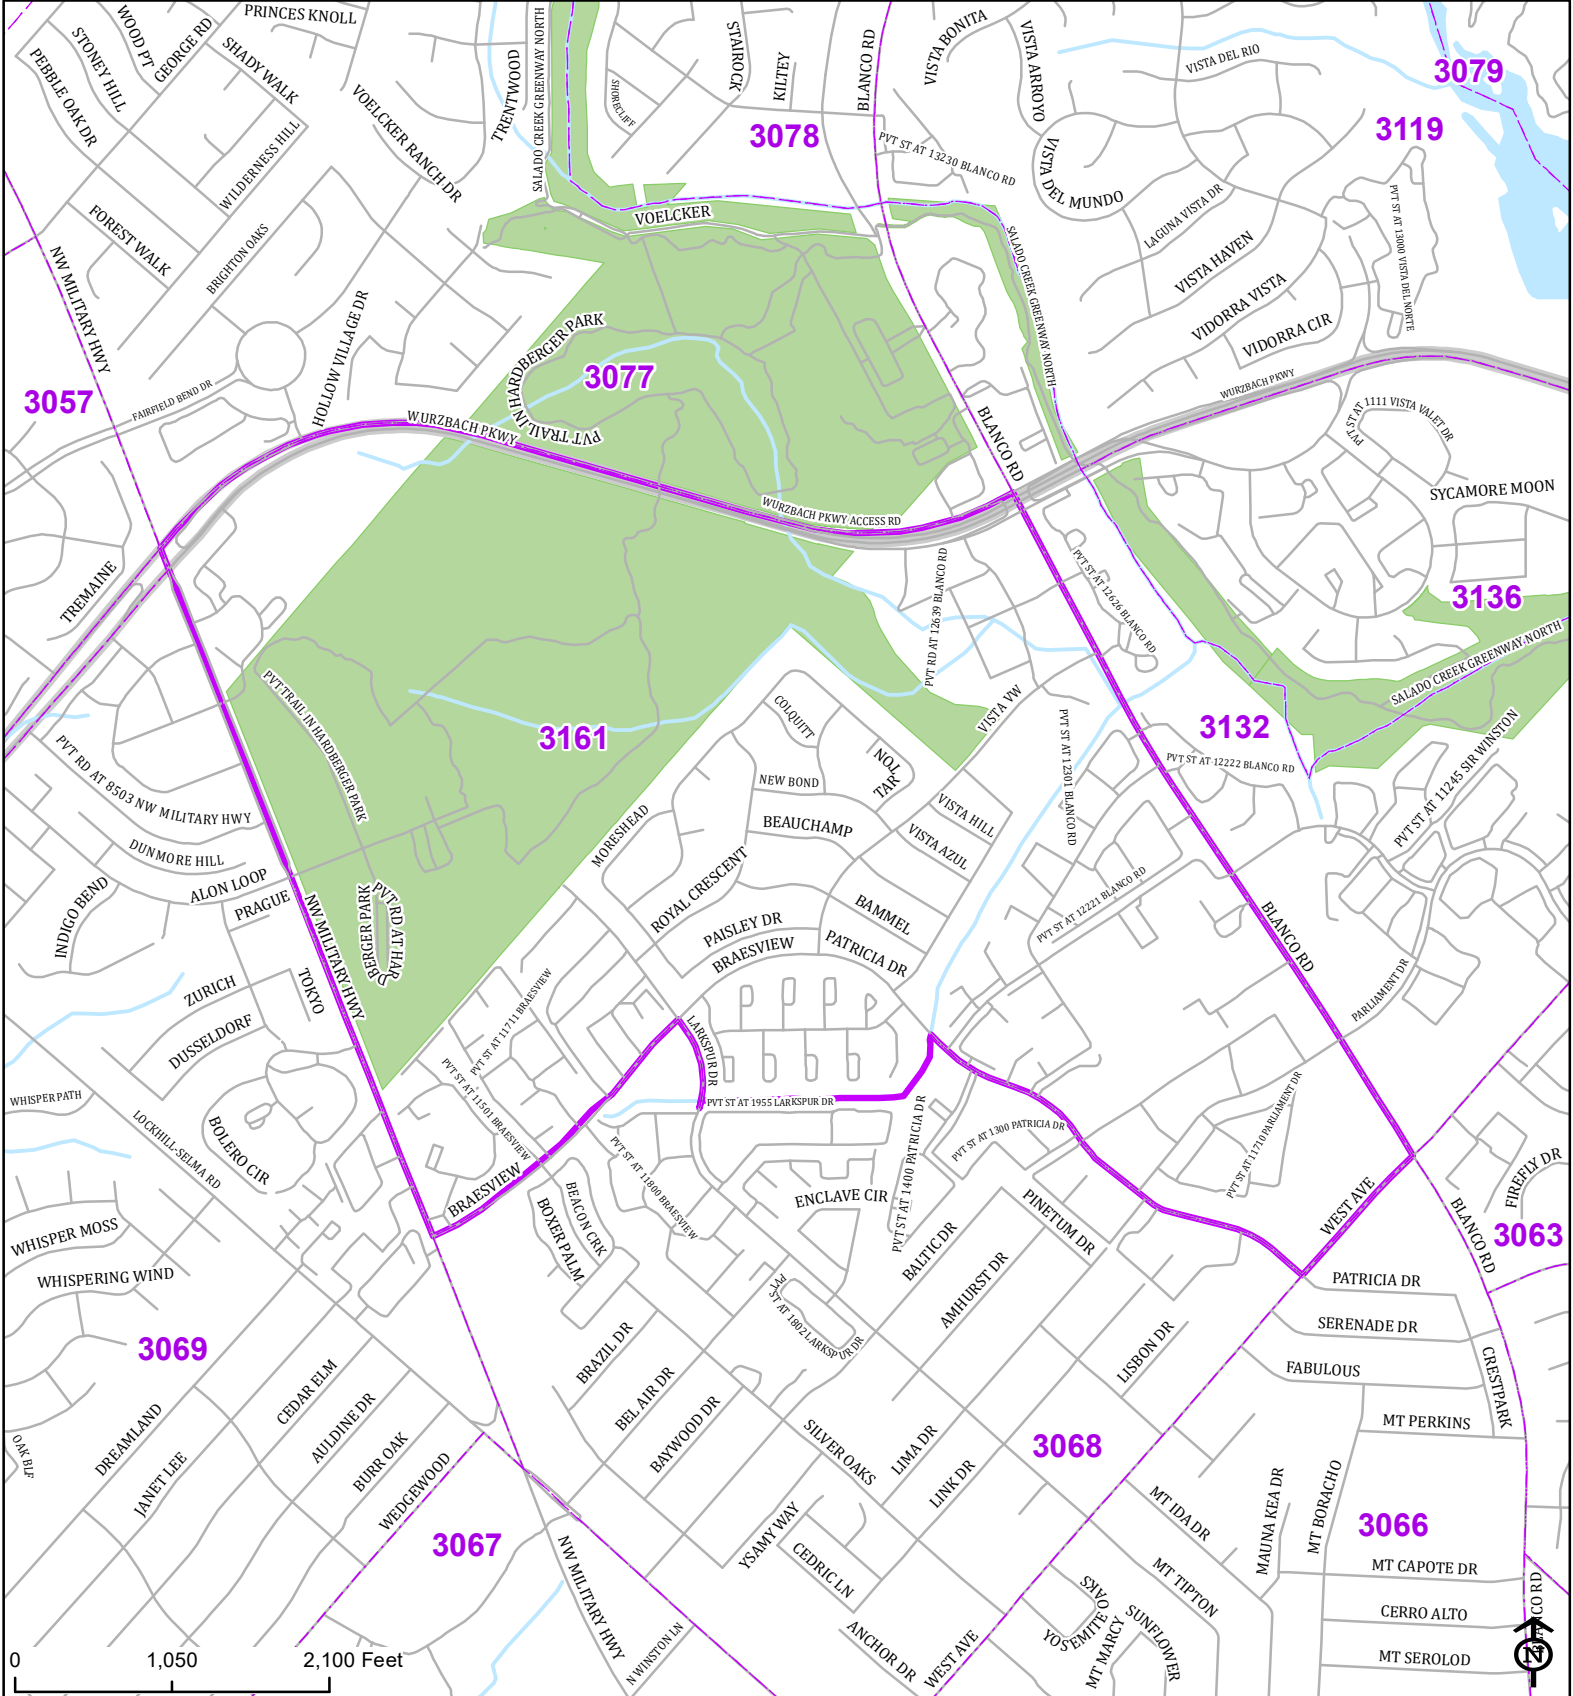 PRINCES KNOLL
WOOD PT
STONEY HILL
GEORGE RD
PEBBLE OAK DR
SHADY WALK
VOELCKER RANCH DR
TRENTWOOD
SALADO CREEK GREENWAY NORTH
SHORECLIFF
STAIROCK
KILTEY
BLANCO RD
VISTA BONITA
VISTA ARROYO
VISTA DEL RIO
3079
3119
3078
PVT ST AT 13230 BLANCO RD
VISTA DEL MUNDO
WILDERNESS HILL
FOREST WALK
BRIGHTON OAKS
VOELCKER
LAGUNA VISTA DR
PVT ST AT 13000 VISTA DEL NORTE
VISTA HAVEN
VIDORRA VISTA
VIDORRA CIR
NW MILITARY HWY
HOLLOW VILLAGE DR
SALADO CREEK GREENWAY NORTH
PVT TRAIL IN HARDBERGER PARK
3077
3057
FAIRFIELD BEND DR
WURZBACH PKWY
WURZBACH PKWY
BLANCO RD
PVT ST AT 1111 VISTA VALET DR
SYCAMORE MOON
WURZBACH PKWY ACCESS RD
TREMAINE
PVT RD AT 12639 BLANCO RD
PVT ST AT 12626 BLANCO RD
3136
SALADO CREEK GREENWAY NORTH
PVT TRAIL IN HARDBERGER PARK
3161
COLQUITT
VISTA VW
PVT ST AT 12301 BLANCO RD
3132
PVT ST AT 12222 BLANCO RD
PVT ST AT 11245 SIR WINSTON
PVT RD AT 8503 NW MILITARY HWY
NEW BOND
TAR
TON
VISTA HILL
MORESHEAD
BEAUCHAMP
VISTA AZUL
DUNMORE HILL
ALON LOOP
PRAGUE
INDIGO BEND
PVT RD AT HAR
DBERGER PARK
ROYAL CRESCENT
PAISLEY DR
BRAESVIEW
BAMMEL
PATRICIA DR
PVT ST AT 12221 BLANCO RD
BLANCO RD
NW MILITARY HWY
ZURICH
TOKYO
DUSSELDORF
PVT ST AT 11711 BRAESVIEW
PARLIAMENT DR
LARKSPUR DR
WHISPER PATH
LOCKHILL-SELMA RD
PVT ST AT 11501 BRAESVIEW
PVT ST AT 1955 LARKSPUR DR
PVT ST AT 1400 PATRICIA DR
PVT ST AT 1300 PATRICIA DR
PVT ST AT 11710 PARLIAMENT DR
BOLERO CIR
PVT ST AT 11800 BRAESVIEW
BRAESVIEW
BEACON CRK
BOXER PALM
ENCLAVE CIR
PINETUM DR
WEST AVE
FIREFLY DR
WHISPER MOSS
WHISPERING WIND
BALTIC DR
AMHURST DR
BLANCO RD
3063
PATRICIA DR
PVT
ST AT 1802 LARKSPUR DR
SERENADE DR
3069
BRAZIL DR
LISBON DR
FABULOUS
CRESTPARK
CEDAR ELM
BEL AIR DR
MT PERKINS
DREAMLAND
AULDINE DR
BAYWOOD DR
SILVER OAKS
LIMA DR
3068
OAK BLF
JANET LEE
BURR OAK
LINK DR
WEDGEWOOD
MT IDA DR
MAUNA KEA DR
MT BORACHO
3066
3067
NW MILITARY HWY
YSAMY WAY
CEDRIC LN
MT TIPTON
MT CAPOTE DR
YOSEMITE OAKS
SUNFLOWER
MT MARCY
CERRO ALTO
BLANCO RD
N WINSTON LN
ANCHOR DR
WEST AVE
MT SEROLOD
N
0 1,050 2,100 Feet